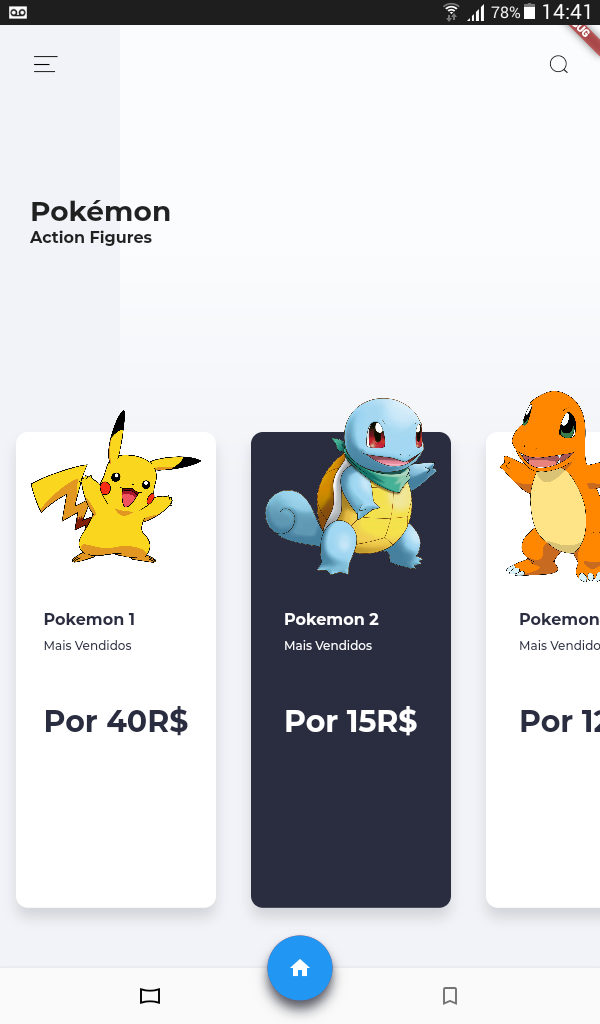 78% 14:41
Pokémon
Action Figures
Pokemon 1
Mais Vendidos
Por 40R$
Pokemon 2
Mais Vendidos
Por 15R$
Pokemon
Mais Vendido
Por 12